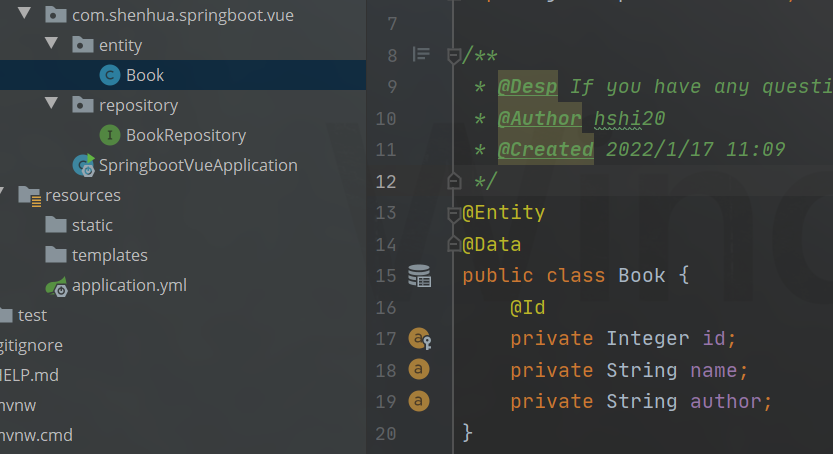 com.shenhua.springboot.vue
entity
Book
repository
BookRepository
SpringbootVueApplication
resources
static
templates
application.yml
test
gitignore
HELP.md
mvnw
mvnw.cmd
7
8 /**
9 * @Desp If you have any questi
10 * @Author hshi20
11 * @Created 2022/1/17 11:09
12 */
13 @Entity
14 @Data
15 public class Book {
16 @Id
17 private Integer id;
18 private String name;
19 private String author;
20 }